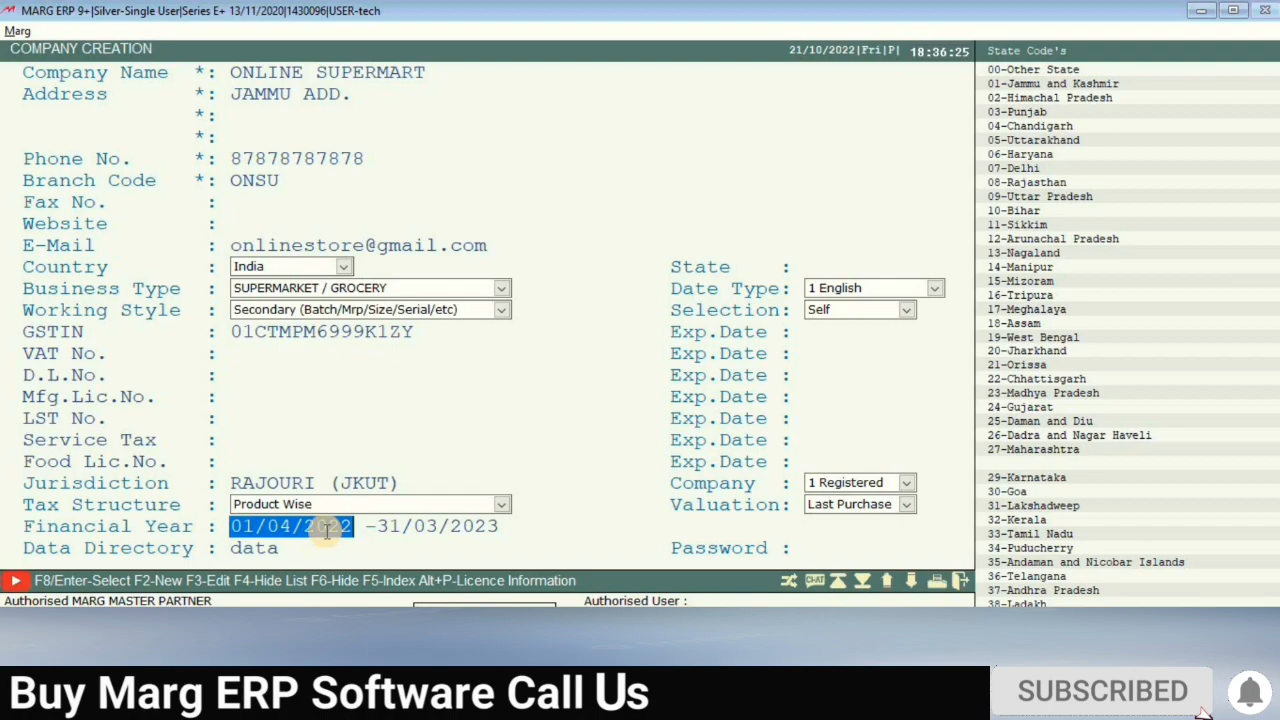 MARG ERP 9+|Silver-Single User|Series E+ 13/11/2020|1430096|USER-tech
Marg
COMPANY CREATION 21/10/2022|Fri|P| 18:36:25
Company Name *: ONLINE SUPERMART
Address *: JAMMU ADD.
*:
*:
Phone No. *: 87878787878
Branch Code *: ONSU
Fax No. :
Website :
E-Mail : onlinestore@gmail.com
Country : India State :
Business Type : SUPERMARKET / GROCERY Date Type: 1 English
Working Style : Secondary (Batch/Mrp/Size/Serial/etc) Selection: Self
GSTIN : 01CTMPM6999K1ZY Exp.Date :
VAT No. : Exp.Date :
D.L.No. : Exp.Date :
Mfg.Lic.No. : Exp.Date :
LST No. : Exp.Date :
Service Tax : Exp.Date :
Food Lic.No. : Exp.Date :
Jurisdiction : RAJOURI (JKUT) Company : 1 Registered
Tax Structure : Product Wise Valuation: Last Purchase
Financial Year : 01/04/2022 -31/03/2023
Data Directory : data Password :
F8/Enter-Select F2-New F3-Edit F4-Hide List F6-Hide F5-Index Alt+P-Licence Information CHAT
Authorised MARG MASTER PARTNER Authorised User :
State Code's
00-Other State
01-Jammu and Kashmir
02-Himachal Pradesh
03-Punjab
04-Chandigarh
05-Uttarakhand
06-Haryana
07-Delhi
08-Rajasthan
09-Uttar Pradesh
10-Bihar
11-Sikkim
12-Arunachal Pradesh
13-Nagaland
14-Manipur
15-Mizoram
16-Tripura
17-Meghalaya
18-Assam
19-West Bengal
20-Jharkhand
21-Orissa
22-Chhattisgarh
23-Madhya Pradesh
24-Gujarat
25-Daman and Diu
26-Dadra and Nagar Haveli
27-Maharashtra
29-Karnataka
30-Goa
31-Lakshadweep
32-Kerala
33-Tamil Nadu
34-Puducherry
35-Andaman and Nicobar Islands
36-Telangana
37-Andhra Pradesh
38-Ladakh
Buy Marg ERP Software Call Us
SUBSCRIBED